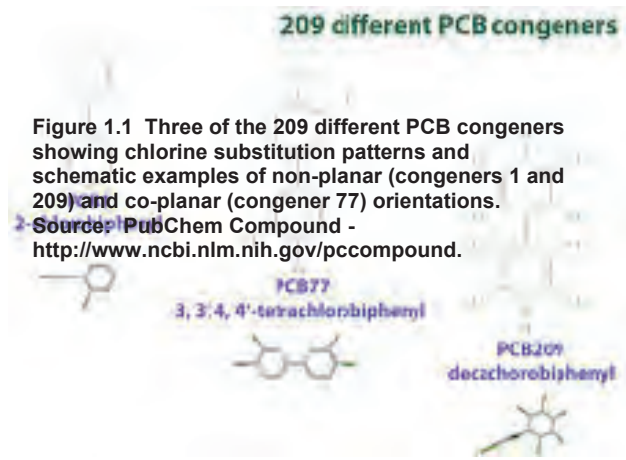 209 different PCB congeners
Figure 1.1 Three of the 209 different PCB congeners
showing chlorine substitution patterns and
schematic examples of non-planar (congeners 1 and
209) and co-planar (congener 77) orientations.
Source: PubChem Compound -
http://www.ncbi.nlm.nih.gov/pccompound.
PCB77
3, 3',4, 4'-tetrachlorbiphenyl
PCB209
decachorobiphenyl